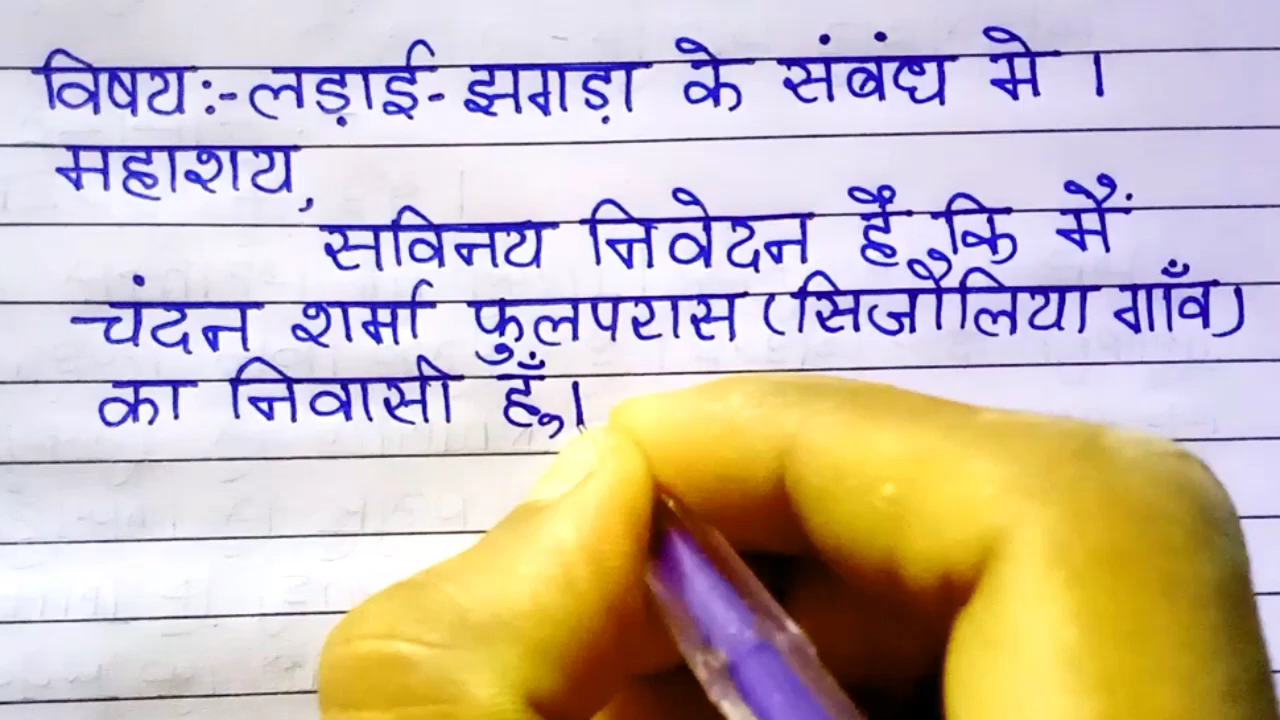 विषय:-लड़ाई-झगड़ा के संबंध मे ।
महाशय,
सविनय निवेदन है कि मैं
चंदन शर्मा फुलपरास (सिजौलिया गाँव)
का निवासी हूँ।